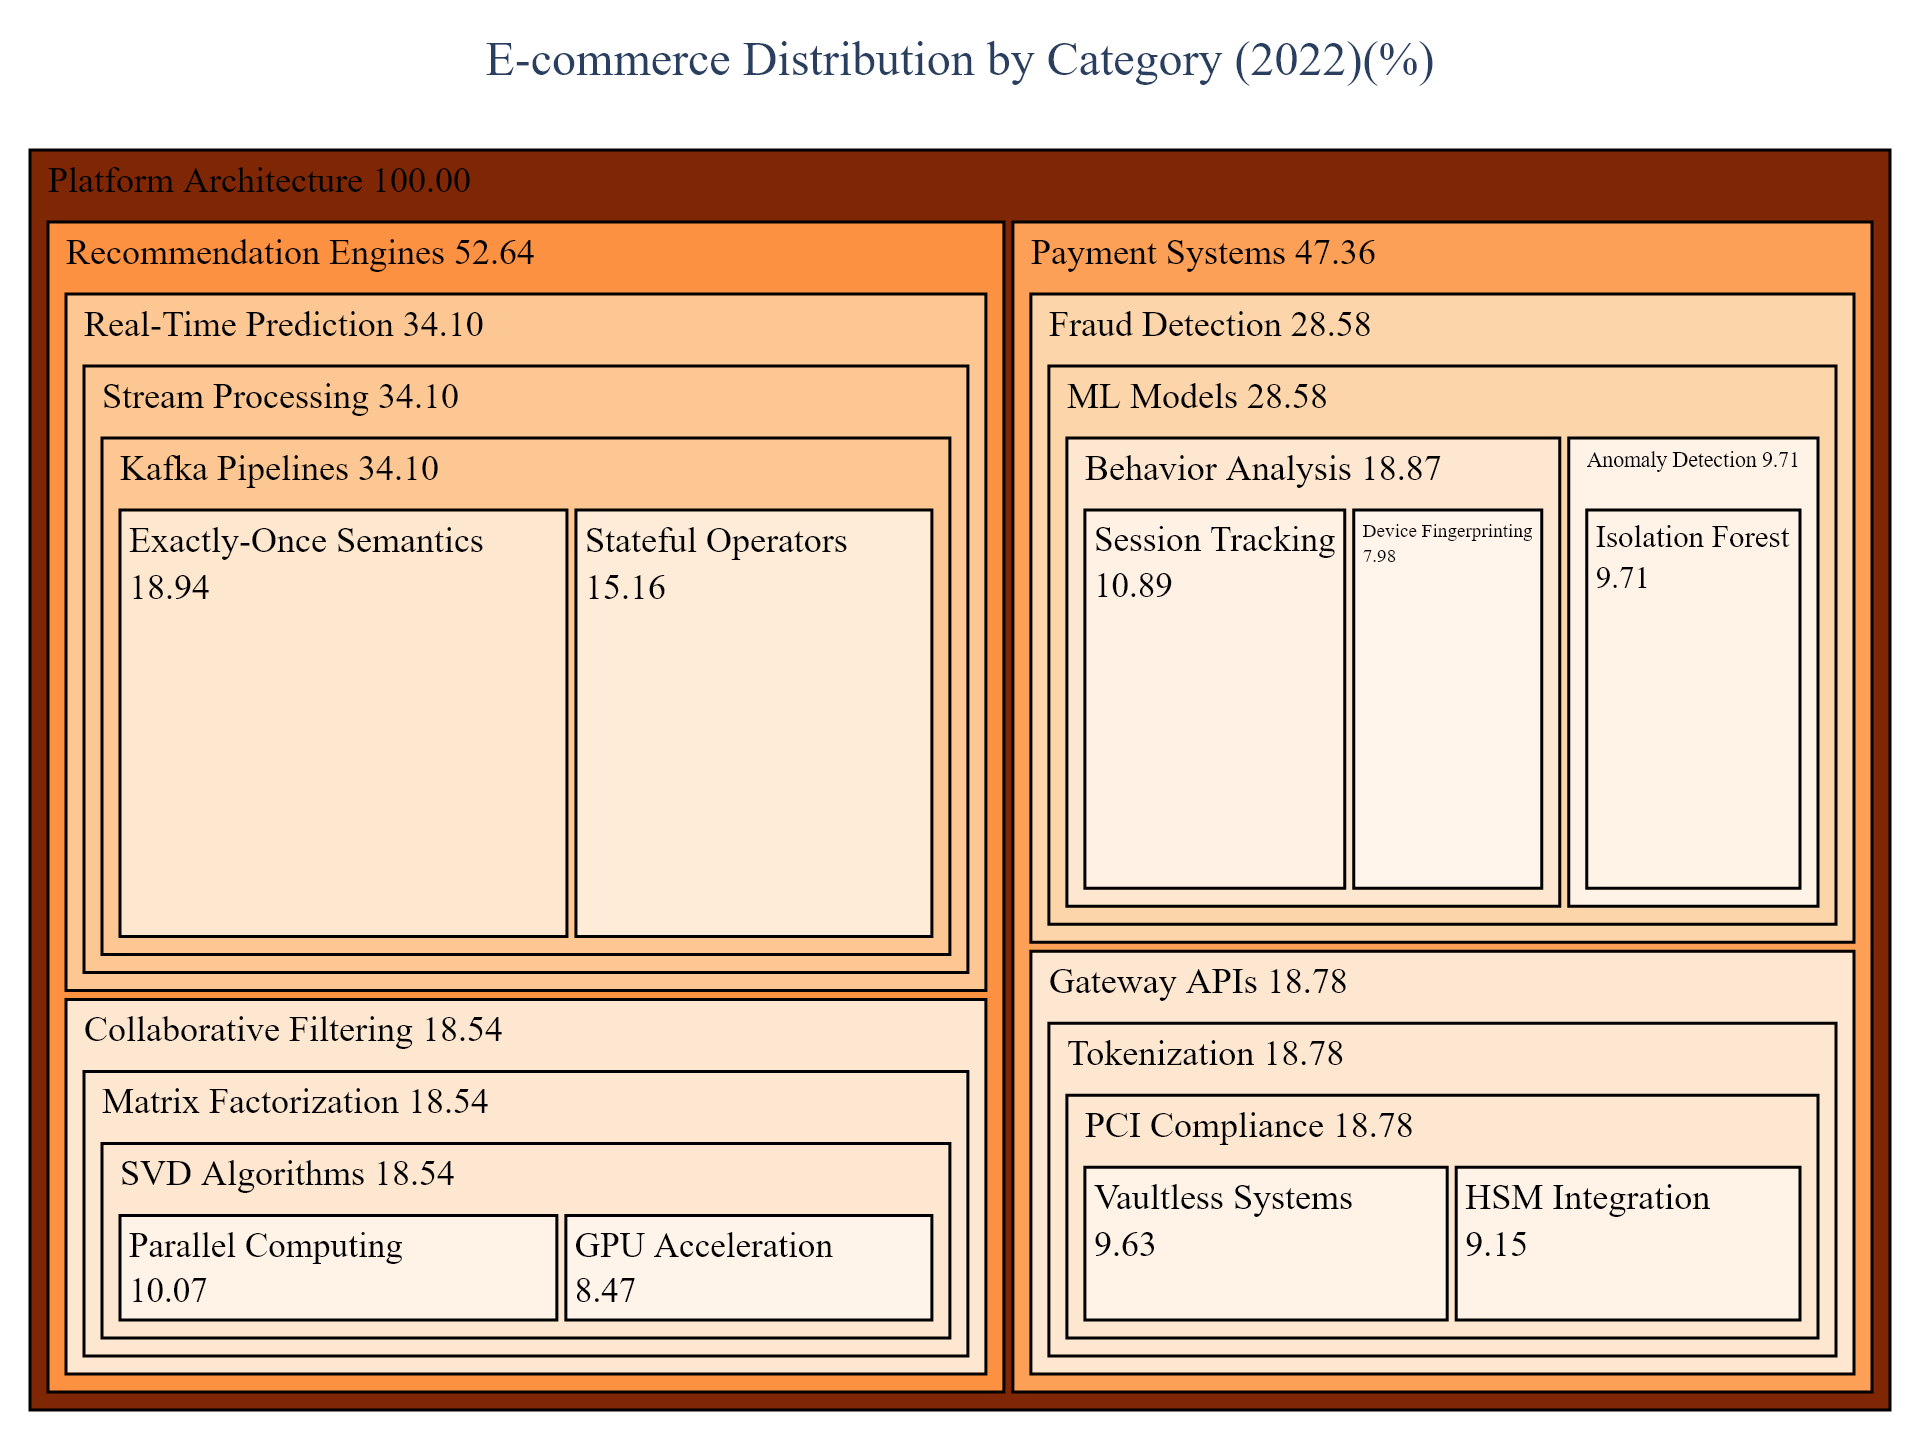 E-commerce Distribution by Category (2022)(%)
Platform Architecture 100.00
Recommendation Engines 52.64
Real-Time Prediction 34.10
Stream Processing 34.10
Kafka Pipelines 34.10
Exactly-Once Semantics
18.94
Stateful Operators
15.16
Collaborative Filtering 18.54
Matrix Factorization 18.54
SVD Algorithms 18.54
Parallel Computing
10.07
GPU Acceleration
8.47
Payment Systems 47.36
Fraud Detection 28.58
ML Models 28.58
Behavior Analysis 18.87
Session Tracking
10.89
Device Fingerprinting
7.98
Anomaly Detection 9.71
Isolation Forest
9.71
Gateway APIs 18.78
Tokenization 18.78
PCI Compliance 18.78
Vaultless Systems
9.63
HSM Integration
9.15